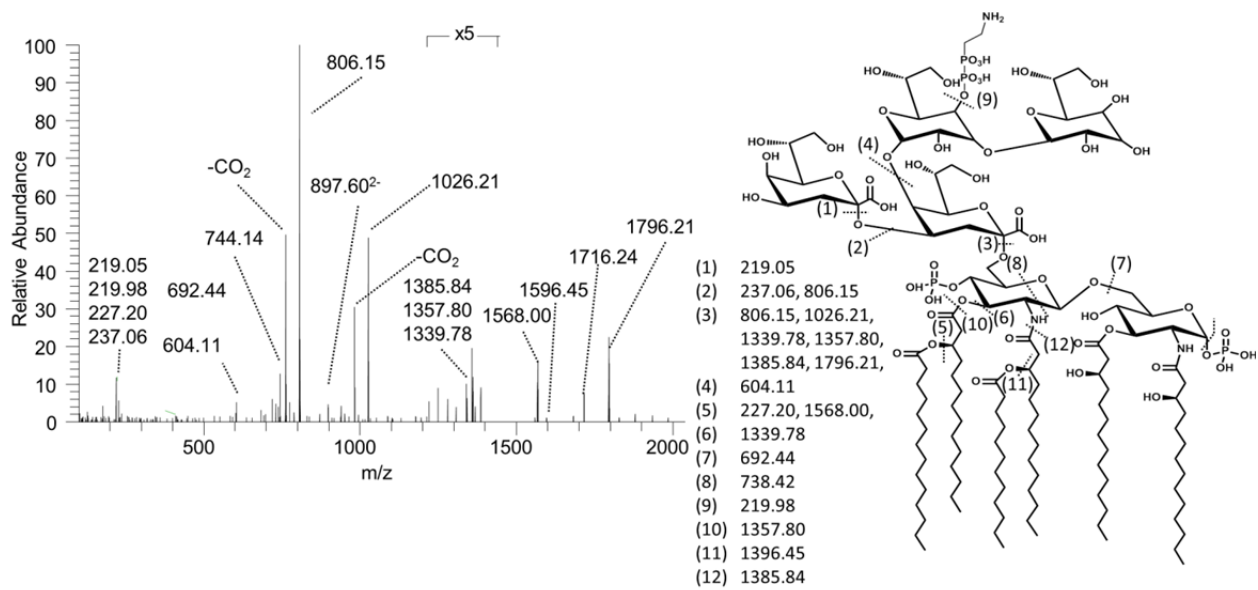 x5
100
90
80
70
60
50
40
30
20
10
0
Relative Abundance
500
1000
1500
2000
m/z
806.15
-CO2
897.60²⁻
1026.21
744.14
-CO2
1796.21
1716.24
219.05
219.98
227.20
237.06
692.44
604.11
1385.84
1357.80
1339.78
1596.45
1568.00
(1) 219.05
(2) 237.06, 806.15
(3) 806.15, 1026.21,
1339.78, 1357.80,
1385.84, 1796.21,
(4) 604.11
(5) 227.20, 1568.00,
(6) 1339.78
(7) 692.44
(8) 738.42
(9) 219.98
(10) 1357.80
(11) 1396.45
(12) 1385.84
NH2
PO3H
PO3H
HO
OH
O
(9)
HO
OH
OH
O
OH
OH
OH
O
OH
(4)
O
HO
OH
HO
OH
O
HO
O
OH
(1)
O
(2)
HO
OH
O
O
OH
(3)
O
(8)
(7)
HO-P-O
O
OH
O
O
O
NH
(6)
(10)
(5)
(12)
(11)
O
O
O
O
O
O
O
HO
O
O
O
NH
O
O
O-P-OH
OH
HO
HO